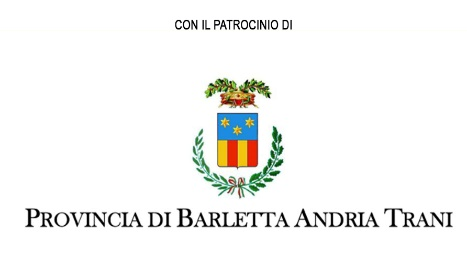 CON IL PATROCINIO DI
PROVINCIA DI BARLETTA ANDRIA TRANI